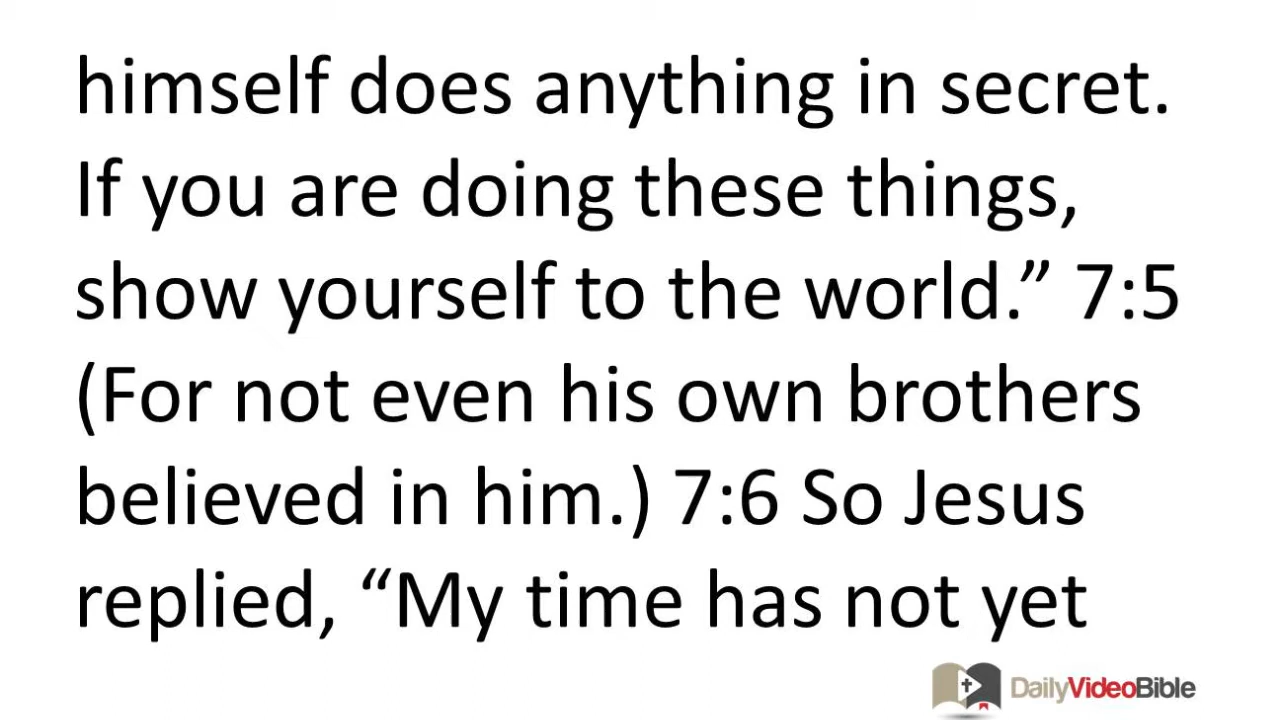 himself does anything in secret.
If you are doing these things,
show yourself to the world.” 7:5
(For not even his own brothers
believed in him.) 7:6 So Jesus
replied, “My time has not yet
DailyVideoBible